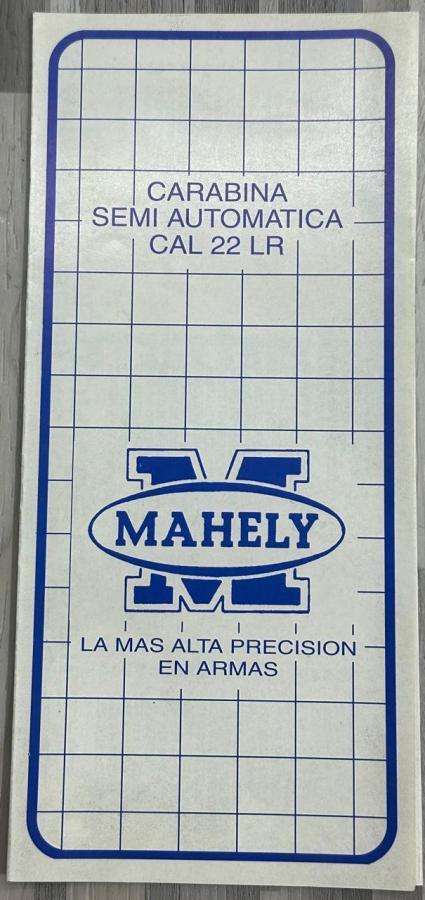 CARABINA
SEMI AUTOMATICA
CAL 22 LR
MAHELY
LA MAS ALTA PRECISION
EN ARMAS